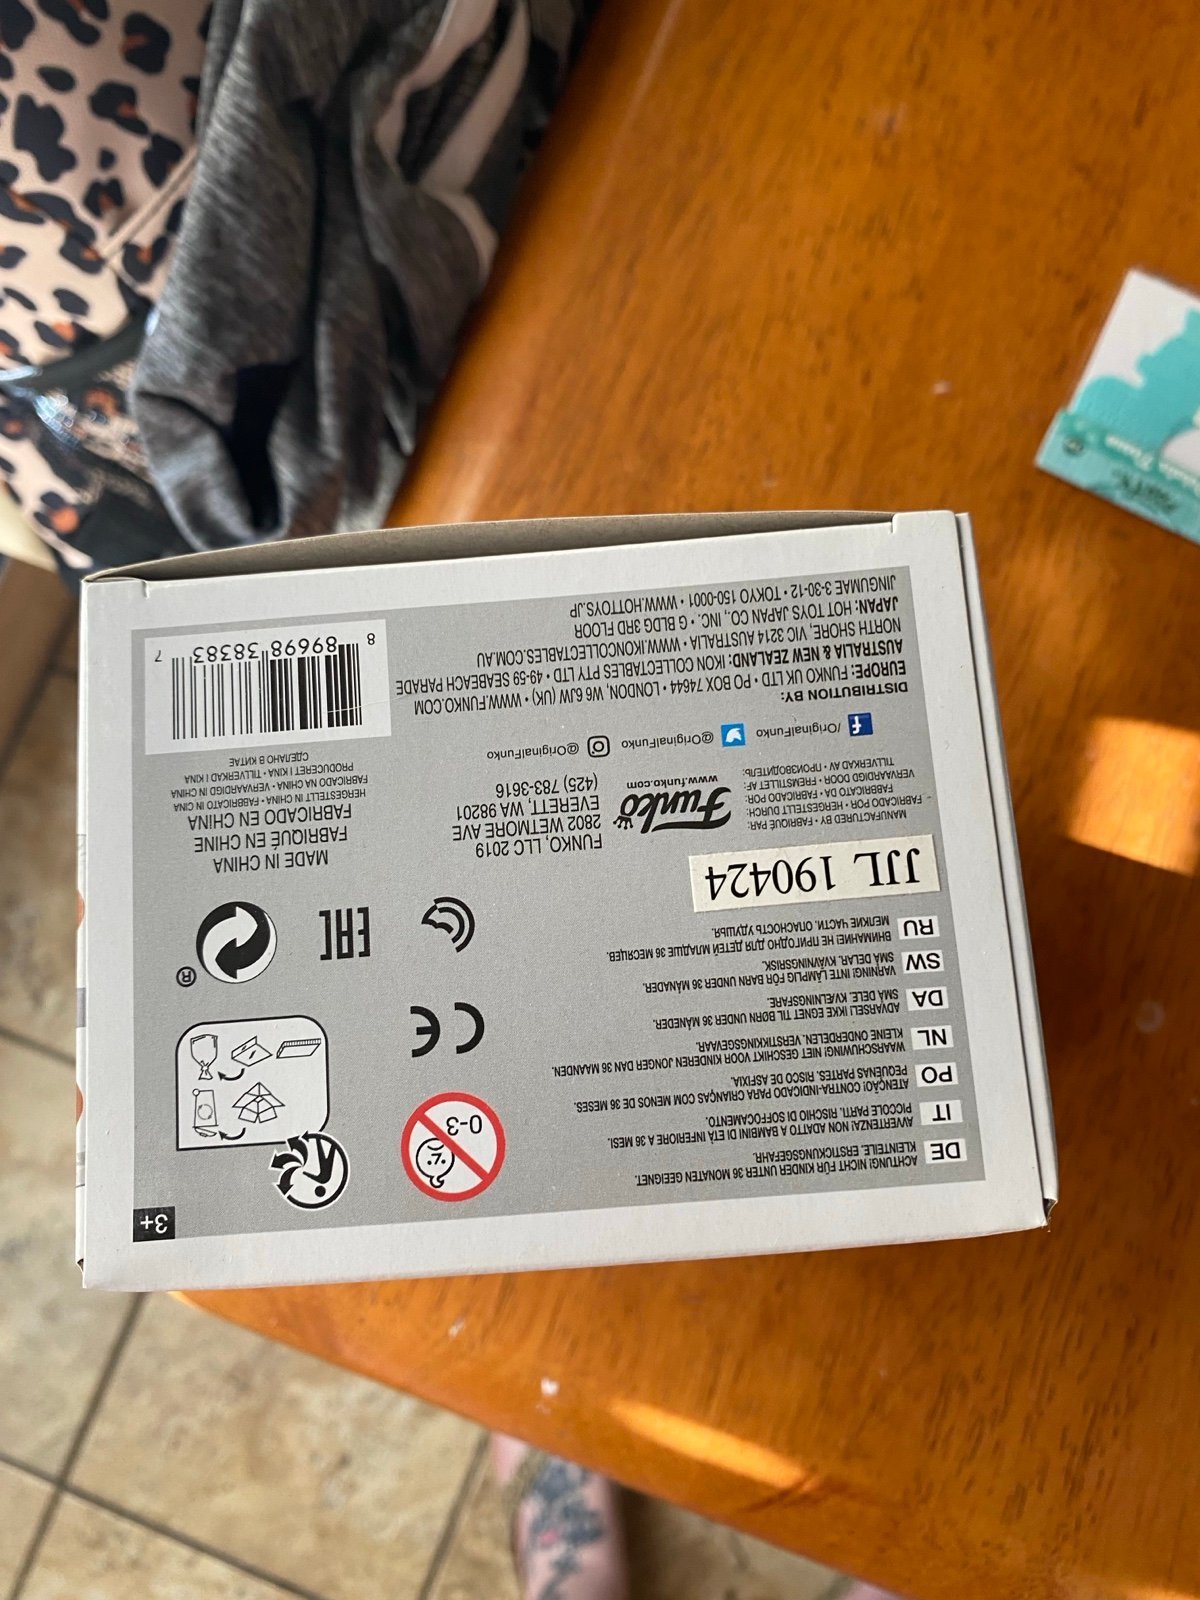 3+
DE
ACHTUNG! NICHT FÜR KINDER UNTER 36 MONATEN GEEIGNET.
KLEINTEILE. ERSTICKUNGSGEFAHR.
IT
AVVERTENZA! NON ADATTO A BAMBINI DI ETÀ INFERIORE A 36 MESI.
PICCOLE PARTI. RISCHIO DI SOFFOCAMENTO.
PO
ATENÇÃO! CONTRA-INDICADO PARA CRIANÇAS COM MENOS DE 36 MESES.
PEQUENAS PARTES. RISCO DE ASFIXIA.
NL
WAARSCHUWING! NIET GESCHIKT VOOR KINDEREN JONGER DAN 36 MAANDEN.
KLEINE ONDERDELEN. VERSTIKKINGSGEVAAR.
DA
ADVARSEL! IKKE EGNET TIL BØRN UNDER 36 MÅNEDER.
SMÅ DELE. KVÆLNINGSFARE.
SW
VARNING! INTE LÄMPLIG FÖR BARN UNDER 36 MÅNADER.
SMÅ DELAR. KVÄVNINGSRISK.
RU
ВНИМАНИЕ! НЕ ПРИГОДНО ДЛЯ ДЕТЕЙ МЛАДШЕ 36 МЕСЯЦЕВ.
МЕЛКИЕ ЧАСТИ. ОПАСНОСТЬ УДУШЬЯ.
0-3
CE
EAC
®
JJL 190424
MANUFACTURED BY • FABRIQUÉ PAR:
FABRICADO POR • HERGESTELLT DURCH
FABBRICATO DA • FABRICADO POR:
VERVAARDIGD DOOR • FREMSTILLET AF:
TILLVERKAD AV • ПРОИЗВОДИТЕЛЬ:
Funko
www.funko.com
FUNKO, LLC 2019
2802 WETMORE AVE
EVERETT, WA 98201
(425) 783-3616
MADE IN CHINA
FABRIQUÉ EN CHINE
FABRICADO EN CHINA
HERGESTELLT IN CHINA • FABBRICATO IN CINA
FABRICADO NA CHINA • VERVAARDIGD IN CHINA
PRODUCERET I KINA • TILLVERKAD I KINA
СДЕЛАНО В КИТАЕ
/OriginalFunko
@OriginalFunko
@OriginalFunko
DISTRIBUTION BY:
EUROPE: FUNKO UK LTD • PO BOX 74644 • LONDON, W6 6JW (UK) • WWW.FUNKO.COM
AUSTRALIA & NEW ZEALAND: IKON COLLECTABLES PTY LTD • 49-59 SEABEACH PARADE
NORTH SHORE, VIC 3214 AUSTRALIA • WWW.IKONCOLLECTABLES.COM.AU
JAPAN: HOT TOYS JAPAN CO., INC. • G BLDG 3RD FLOOR
JINGUMAE 3-30-12 • TOKYO 150-0001 • WWW.HOTTOYS.JP
8 89698 38383 7